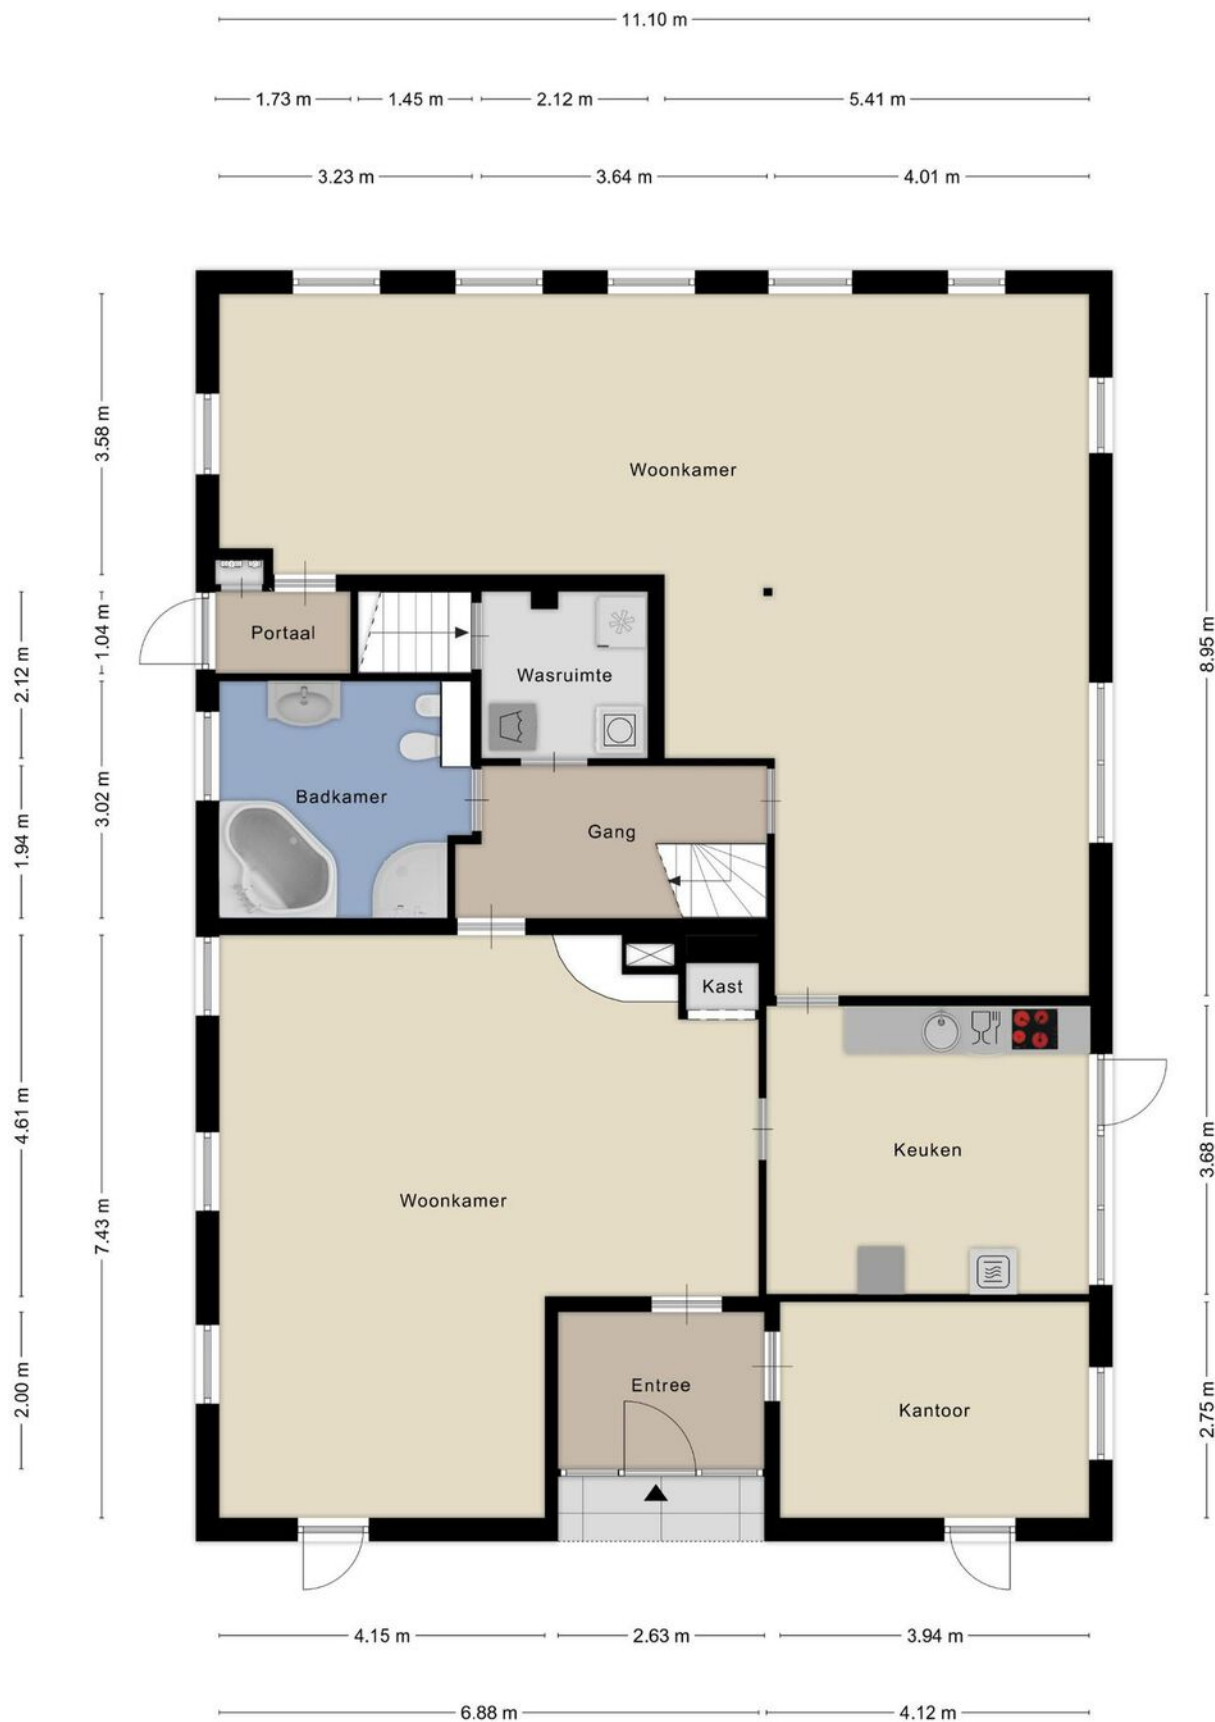 11.10 m
1.73 m
1.45 m
2.12 m
5.41 m
3.23 m
3.64 m
4.01 m
3.58 m
8.95 m
Woonkamer
1.04 m
2.12 m
Portaal
Wasruimte
3.02 m
1.94 m
Badkamer
Gang
Kast
4.61 m
7.43 m
3.68 m
Keuken
Woonkamer
2.00 m
2.75 m
Entree
Kantoor
4.15 m
2.63 m
3.94 m
6.88 m
4.12 m